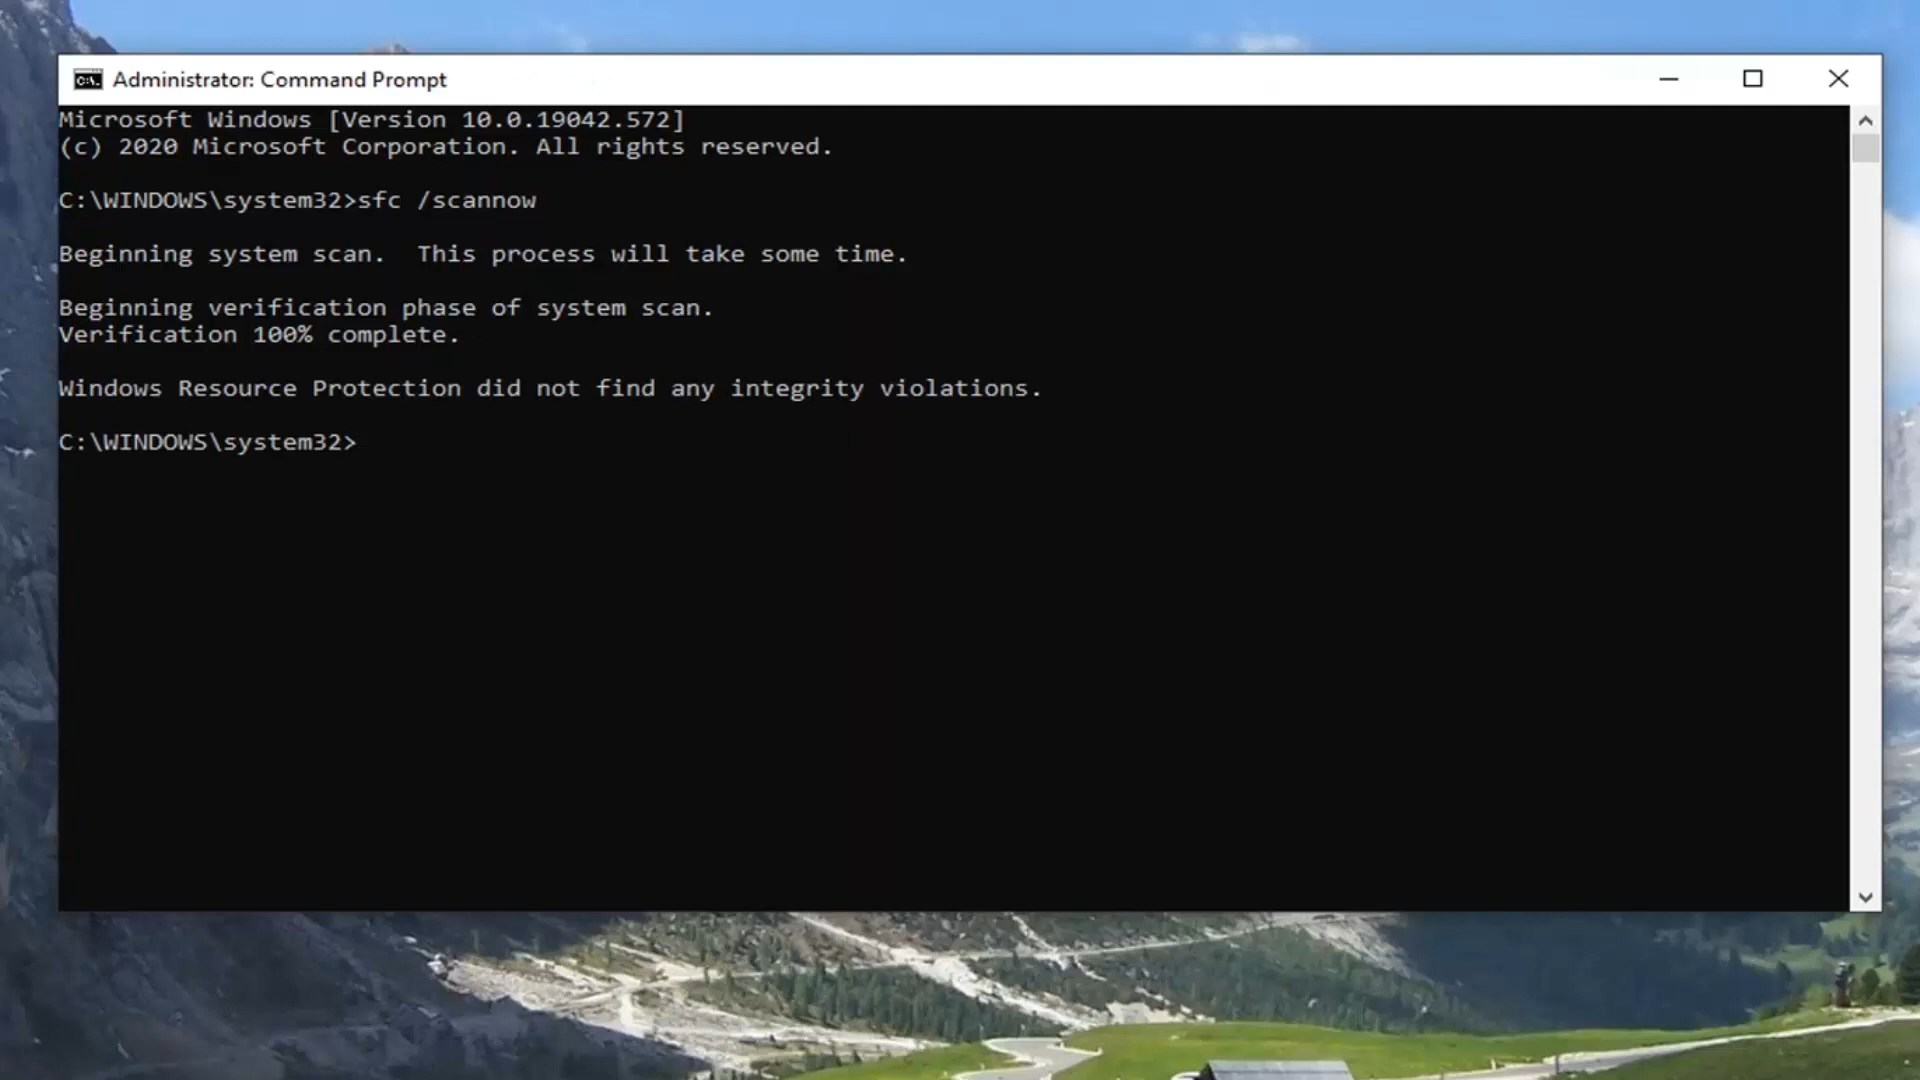 Administrator: Command Prompt
Microsoft Windows [Version 10.0.19042.572]
(c) 2020 Microsoft Corporation. All rights reserved.
C:\WINDOWS\system32>sfc /scannow
Beginning system scan.  This process will take some time.
Beginning verification phase of system scan.
Verification 100% complete.
Windows Resource Protection did not find any integrity violations.
C:\WINDOWS\system32>